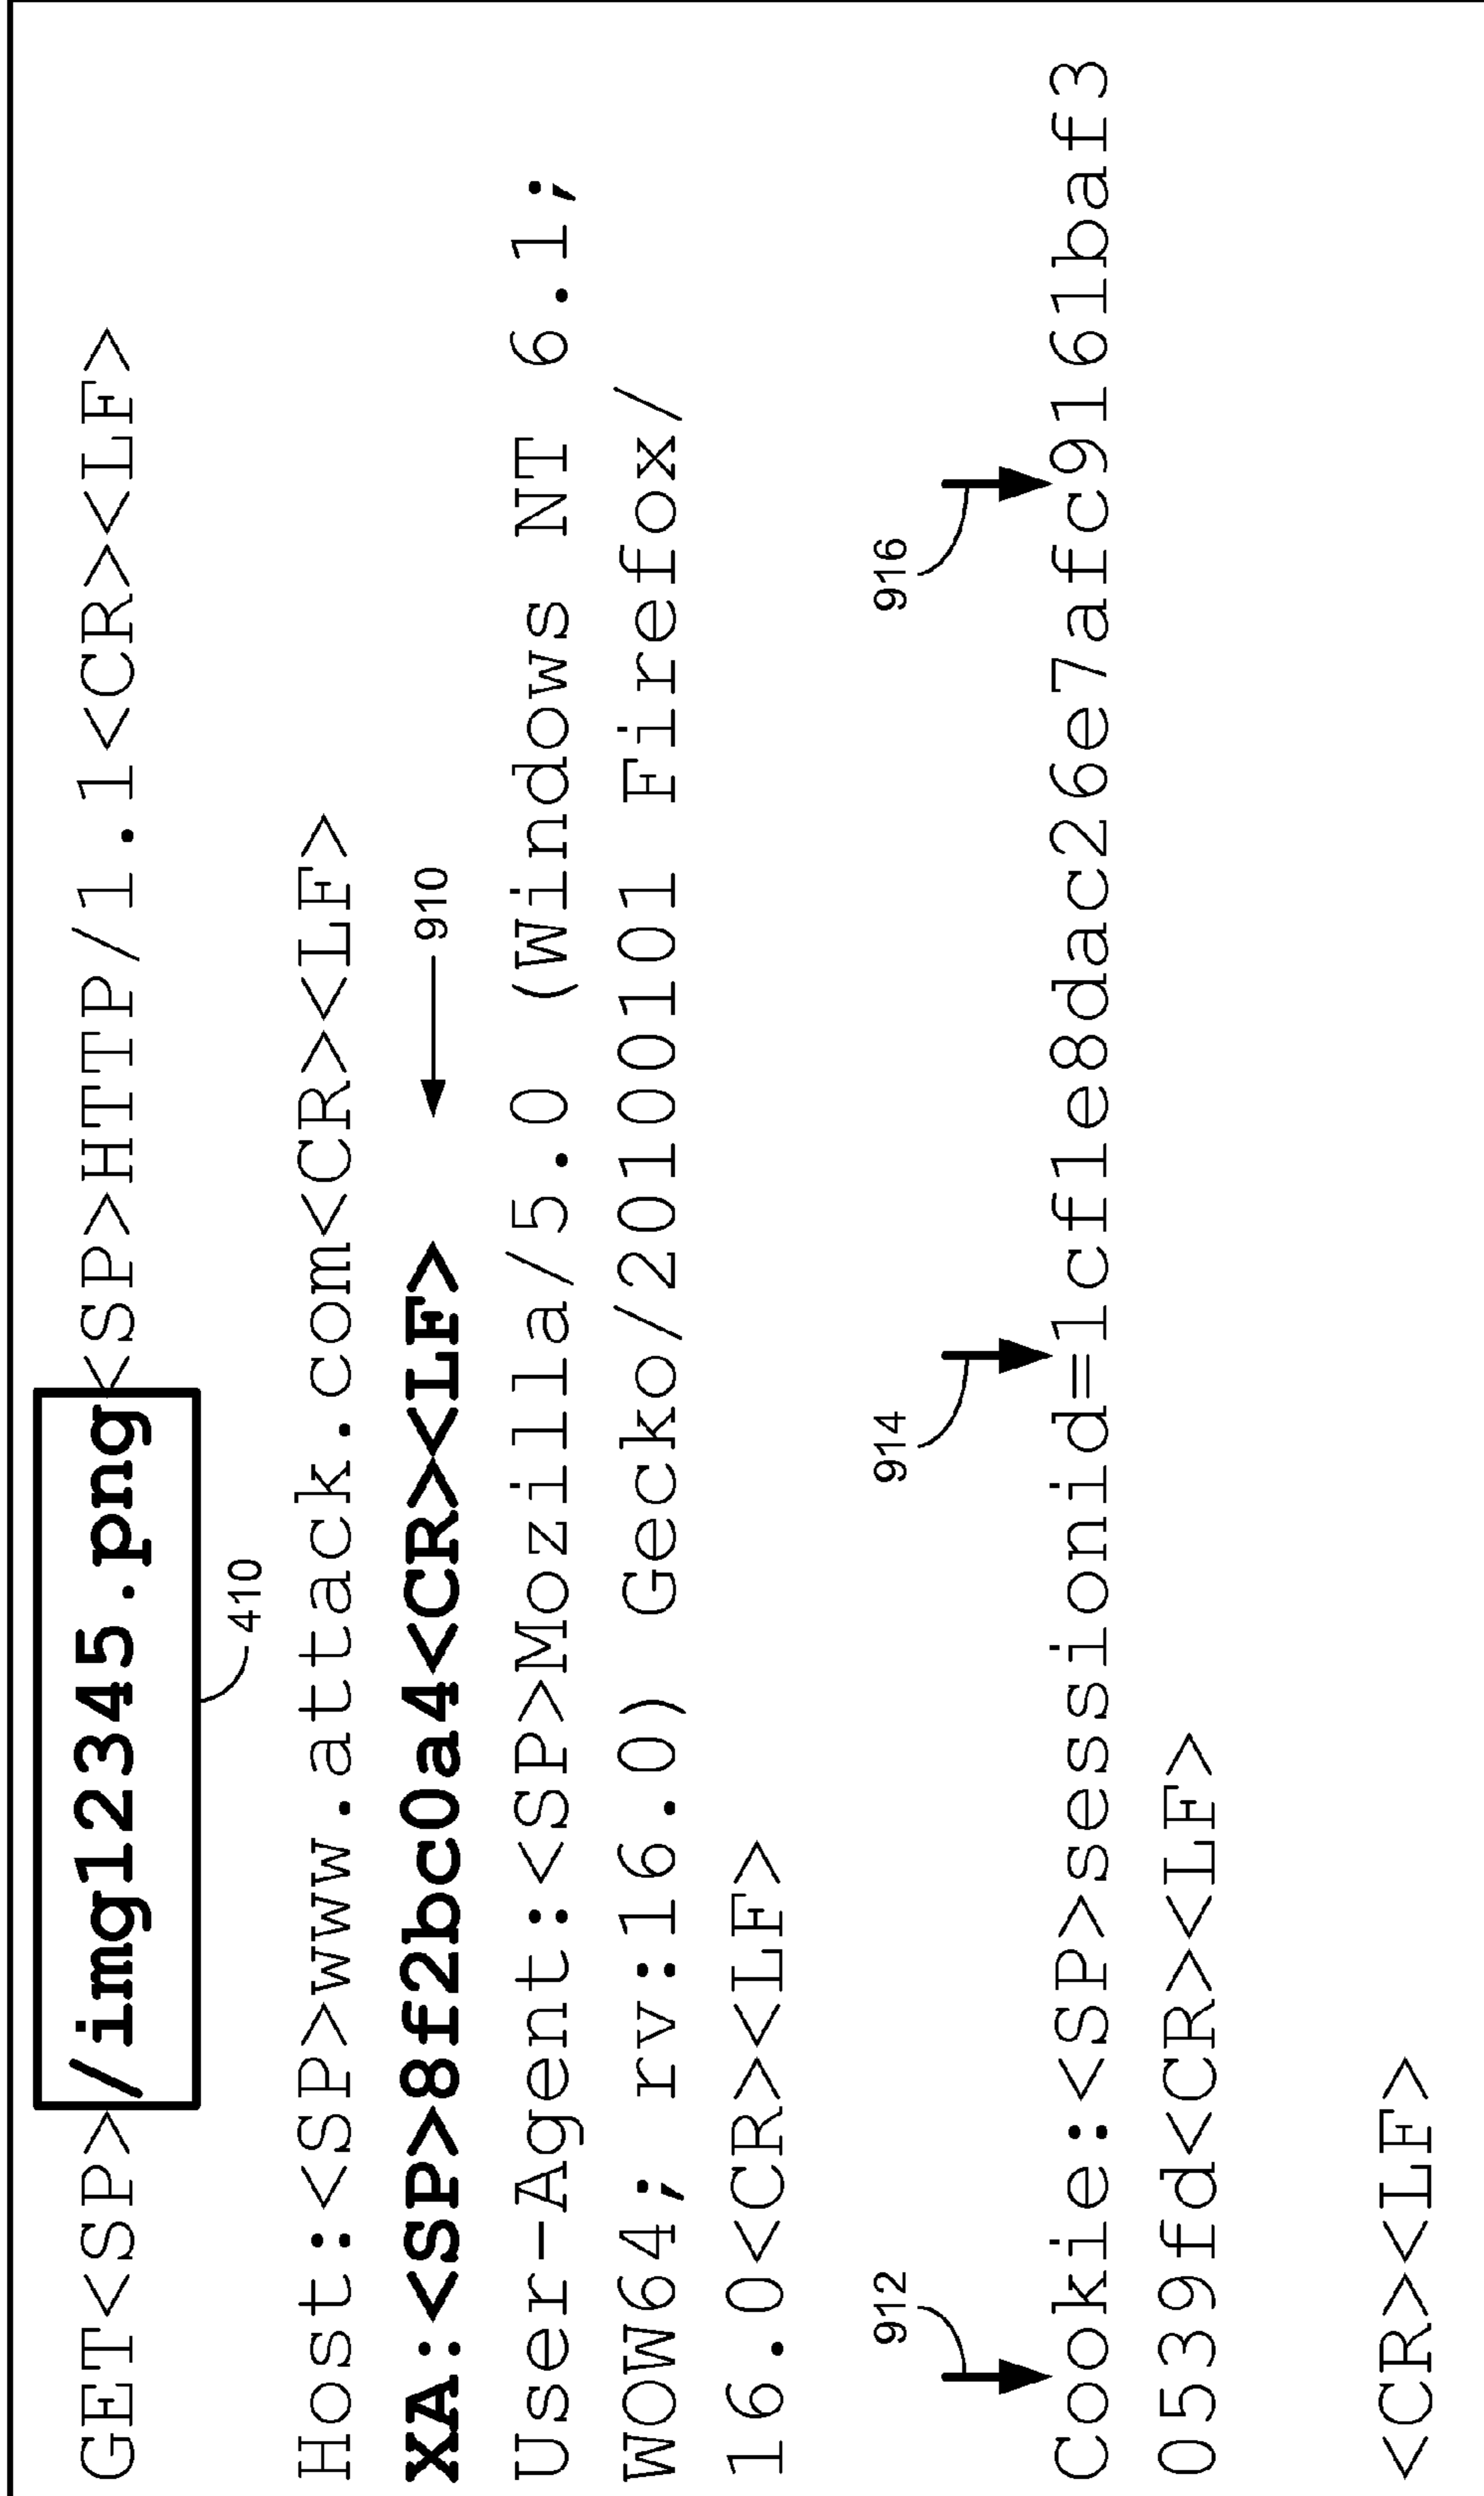 GET<SP>/img12345.png<SP>HTTP/1.1<CR><LF>
410
Host:<SP>www.attack.com<CR><LF>
xA:<SP>8f2bc0a4<CR><LF>
910
User-Agent:<SP>Mozilla/5.0 (Windows NT 6.1;
WOW64; rv:16.0) Gecko/20100101 Firefox/
16.0<CR><LF>
912 914 916
Cookie:<SP>sessionid=1cf1e8dac26e7afc9161baf3
0539fd<CR><LF>
<CR><LF>